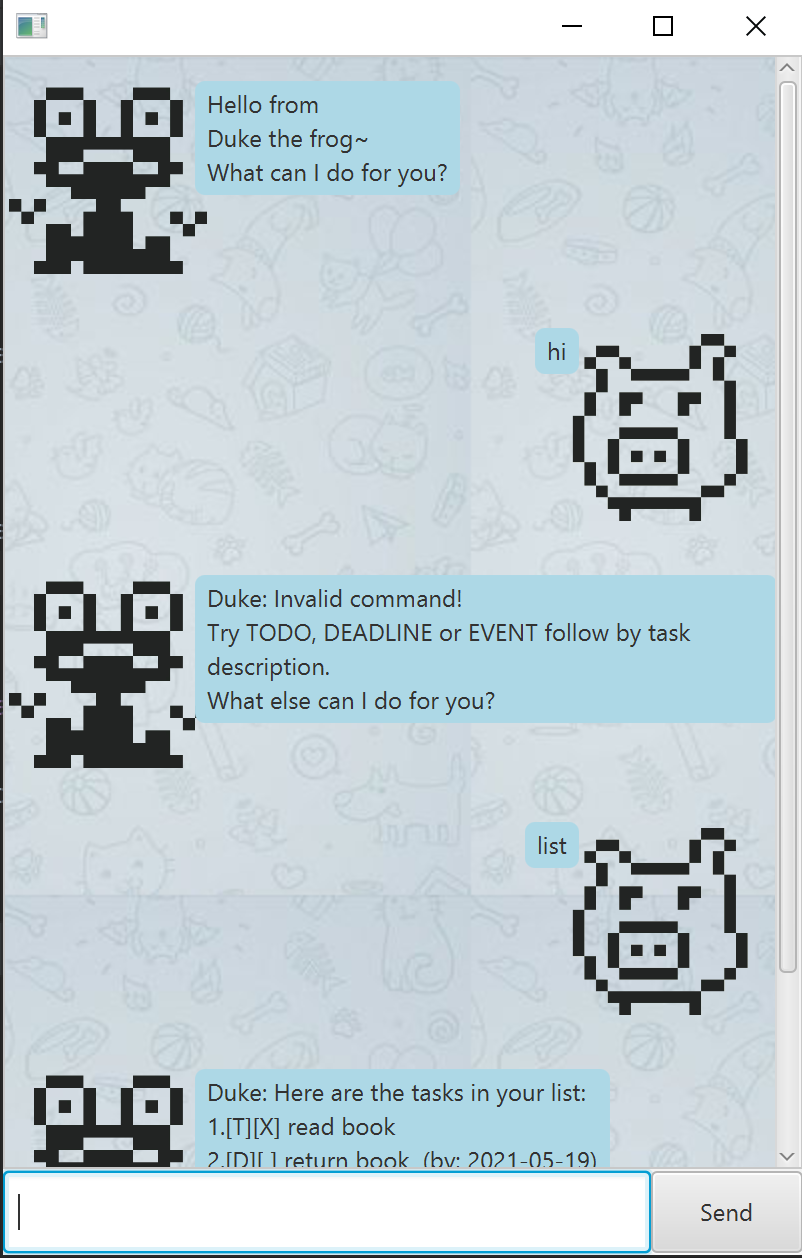 Hello from
Duke the frog~
What can I do for you?
hi
Duke: Invalid command!
Try TODO, DEADLINE or EVENT follow by task
description.
What else can I do for you?
list
Duke: Here are the tasks in your list:
1.[T][X] read book
2.[D][ ] return book  (by: 2021-05-19)
Send